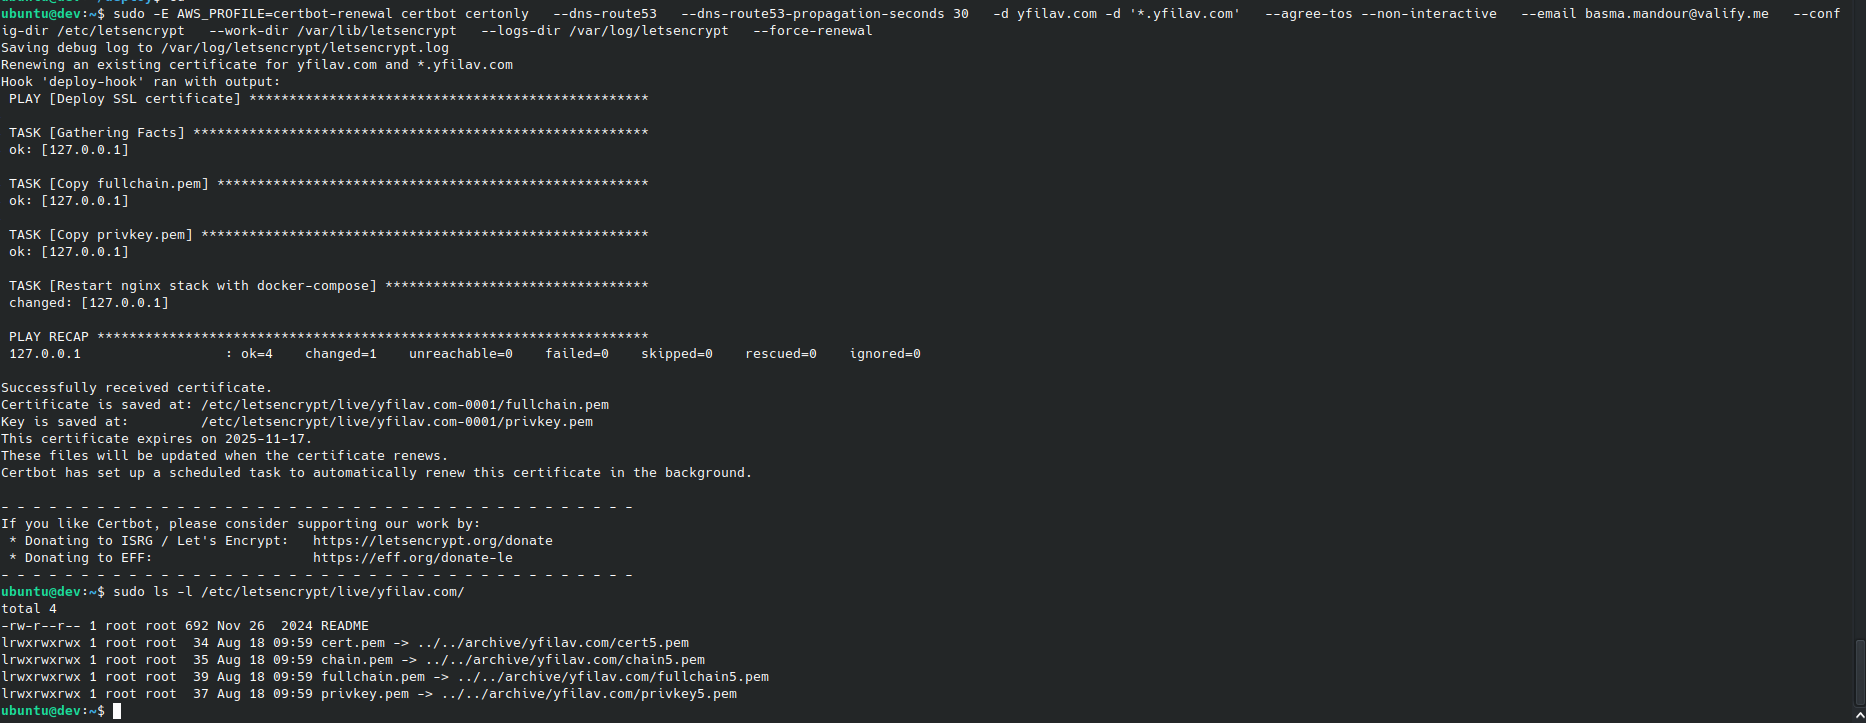 ubuntu@dev:~$ sudo -E AWS_PROFILE=certbot-renewal certbot certonly   --dns-route53   --dns-route53-propagation-seconds 30   -d yfilav.com -d '*.yfilav.com'   --agree-tos --non-interactive   --email basma.mandour@valify.me   --conf
ig-dir /etc/letsencrypt   --work-dir /var/lib/letsencrypt   --logs-dir /var/log/letsencrypt   --force-renewal
Saving debug log to /var/log/letsencrypt/letsencrypt.log
Renewing an existing certificate for yfilav.com and *.yfilav.com
Hook 'deploy-hook' ran with output:
 PLAY [Deploy SSL certificate] **************************************************

 TASK [Gathering Facts] *********************************************************
 ok: [127.0.0.1]

 TASK [Copy fullchain.pem] ******************************************************
 ok: [127.0.0.1]

 TASK [Copy privkey.pem] ********************************************************
 ok: [127.0.0.1]

 TASK [Restart nginx stack with docker-compose] *********************************
 changed: [127.0.0.1]

 PLAY RECAP *********************************************************************
 127.0.0.1                  : ok=4    changed=1    unreachable=0    failed=0    skipped=0    rescued=0    ignored=0

Successfully received certificate.
Certificate is saved at: /etc/letsencrypt/live/yfilav.com-0001/fullchain.pem
Key is saved at:         /etc/letsencrypt/live/yfilav.com-0001/privkey.pem
This certificate expires on 2025-11-17.
These files will be updated when the certificate renews.
Certbot has set up a scheduled task to automatically renew this certificate in the background.

- - - - - - - - - - - - - - - - - - - - - - - - - - - - - - - - - - - - - - - -
If you like Certbot, please consider supporting our work by:
 * Donating to ISRG / Let's Encrypt:   https://letsencrypt.org/donate
 * Donating to EFF:                    https://eff.org/donate-le
- - - - - - - - - - - - - - - - - - - - - - - - - - - - - - - - - - - - - - - -
ubuntu@dev:~$ sudo ls -l /etc/letsencrypt/live/yfilav.com/
total 4
-rw-r--r-- 1 root root 692 Nov 26  2024 README
lrwxrwxrwx 1 root root  34 Aug 18 09:59 cert.pem -> ../../archive/yfilav.com/cert5.pem
lrwxrwxrwx 1 root root  35 Aug 18 09:59 chain.pem -> ../../archive/yfilav.com/chain5.pem
lrwxrwxrwx 1 root root  39 Aug 18 09:59 fullchain.pem -> ../../archive/yfilav.com/fullchain5.pem
lrwxrwxrwx 1 root root  37 Aug 18 09:59 privkey.pem -> ../../archive/yfilav.com/privkey5.pem
ubuntu@dev:~$